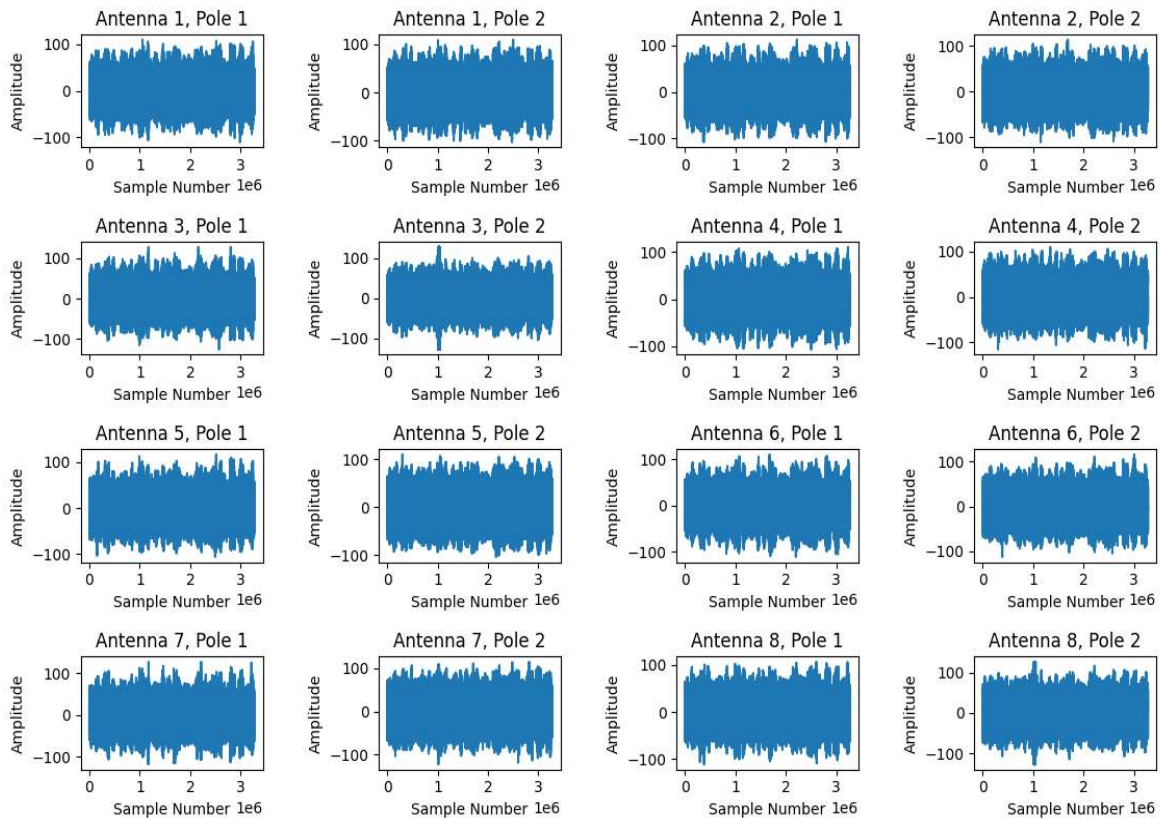 Antenna 1, Pole 1
Antenna 1, Pole 2
Antenna 2, Pole 1
Antenna 2, Pole 2
Amplitude
100
0
−100
0
1
2
3
Sample Number
1e6
Amplitude
100
0
−100
0
1
2
3
Sample Number
1e6
Amplitude
100
0
−100
0
1
2
3
Sample Number
1e6
Amplitude
100
0
−100
0
1
2
3
Sample Number
1e6
Antenna 3, Pole 1
Antenna 3, Pole 2
Antenna 4, Pole 1
Antenna 4, Pole 2
Amplitude
100
0
−100
0
1
2
3
Sample Number
1e6
Amplitude
100
0
−100
0
1
2
3
Sample Number
1e6
Amplitude
100
0
−100
0
1
2
3
Sample Number
1e6
Amplitude
100
0
−100
0
1
2
3
Sample Number
1e6
Antenna 5, Pole 1
Antenna 5, Pole 2
Antenna 6, Pole 1
Antenna 6, Pole 2
Amplitude
100
0
−100
0
1
2
3
Sample Number
1e6
Amplitude
100
0
−100
0
1
2
3
Sample Number
1e6
Amplitude
100
0
−100
0
1
2
3
Sample Number
1e6
Amplitude
100
0
−100
0
1
2
3
Sample Number
1e6
Antenna 7, Pole 1
Antenna 7, Pole 2
Antenna 8, Pole 1
Antenna 8, Pole 2
Amplitude
100
0
−100
0
1
2
3
Sample Number
1e6
Amplitude
100
0
−100
0
1
2
3
Sample Number
1e6
Amplitude
100
0
−100
0
1
2
3
Sample Number
1e6
Amplitude
100
0
−100
0
1
2
3
Sample Number
1e6